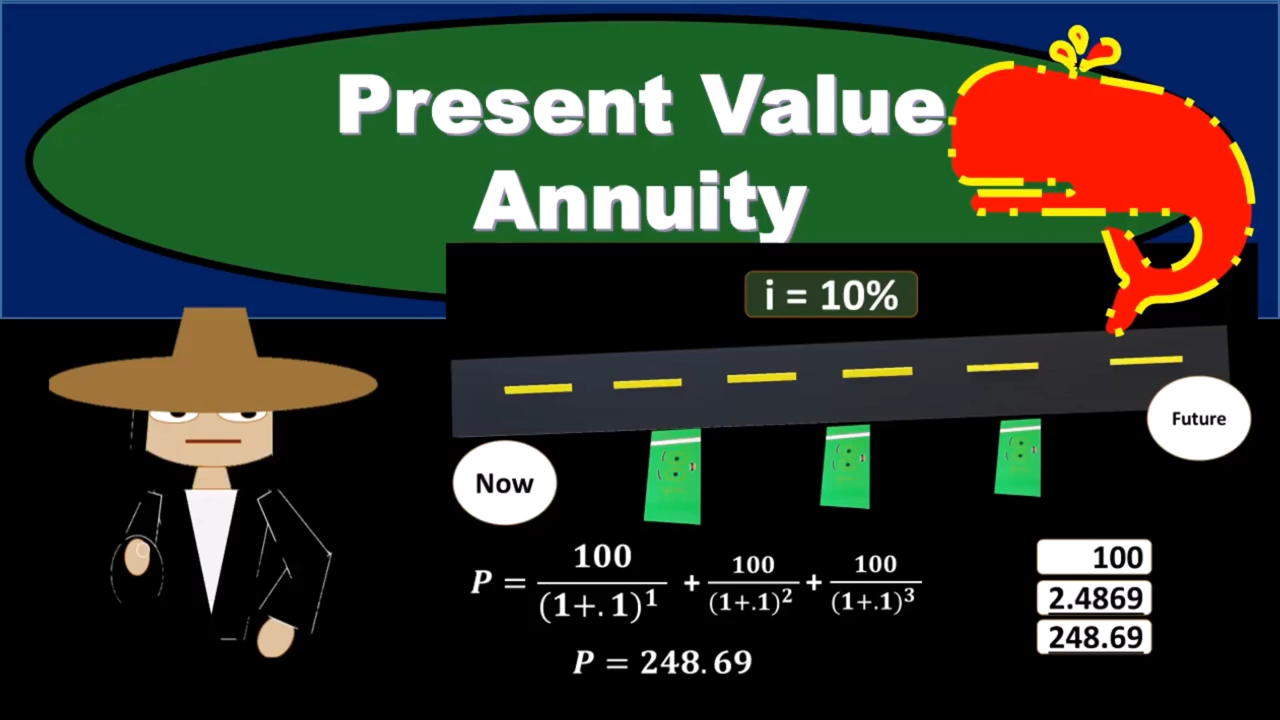 Present Value
Annuity
i = 10%
Future
Now
P = 100/(1+.1)^1 + 100/(1+.1)^2 + 100/(1+.1)^3
P = 248.69
100
2.4869
248.69